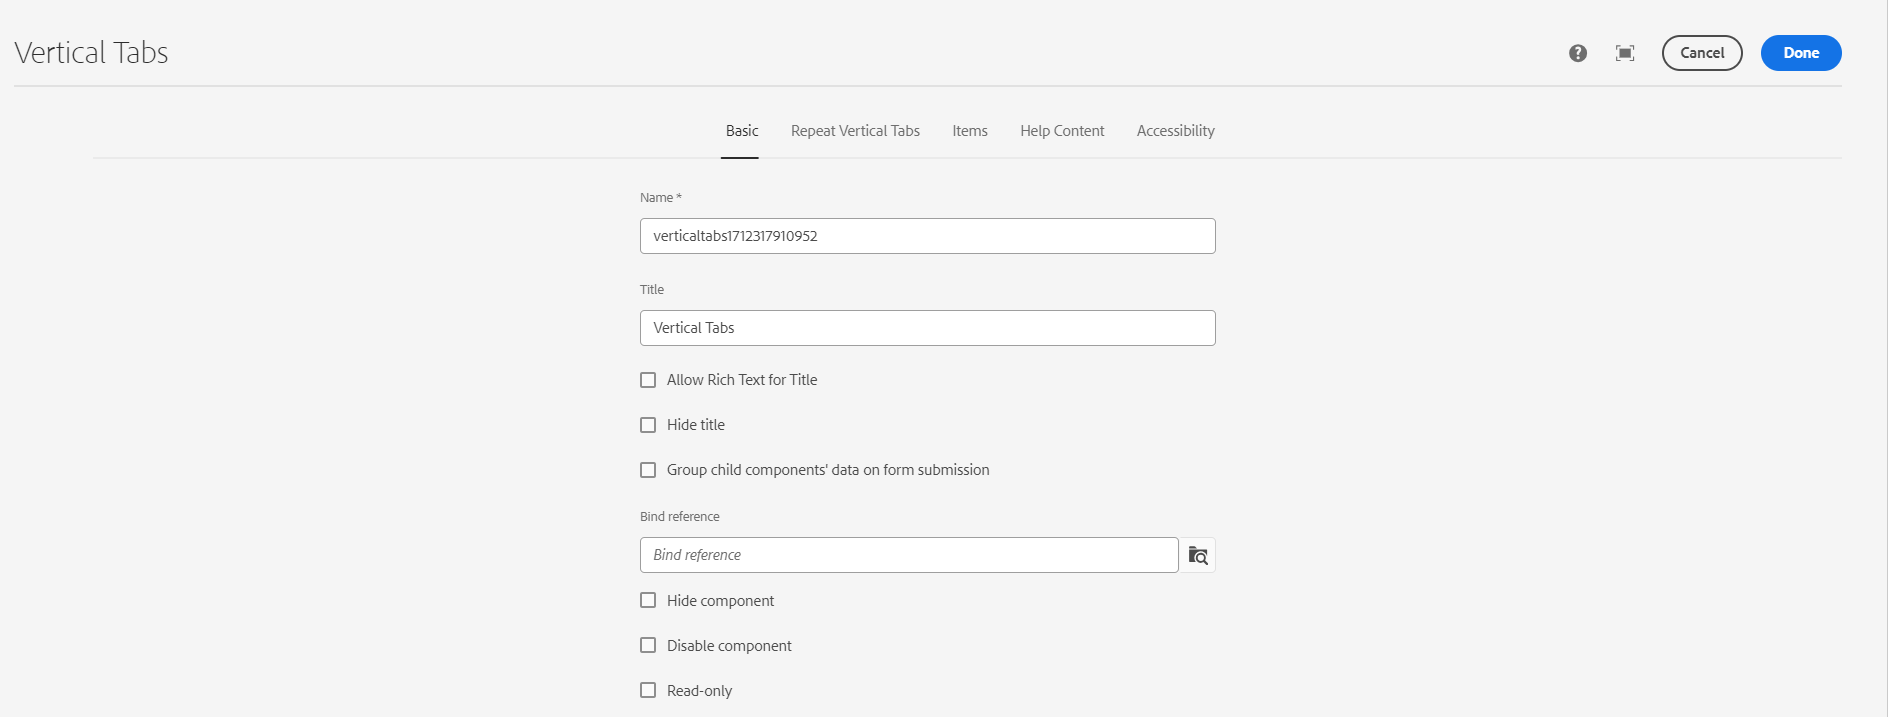 Vertical Tabs
Cancel
Done
Basic
Repeat Vertical Tabs
Items
Help Content
Accessibility
Name *
verticaltabs1712317910952
Title
Vertical Tabs
Allow Rich Text for Title
Hide title
Group child components' data on form submission
Bind reference
Bind reference
Hide component
Disable component
Read-only